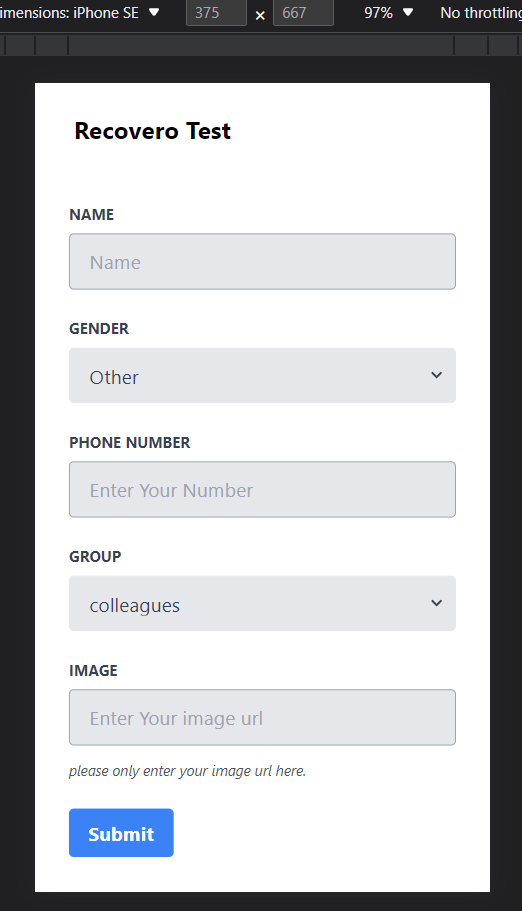 imensions: iPhone SE 375 × 667 97% No throttling
Recovero Test
NAME
Name
GENDER
Other
PHONE NUMBER
Enter Your Number
GROUP
colleagues
IMAGE
Enter Your image url
please only enter your image url here.
Submit